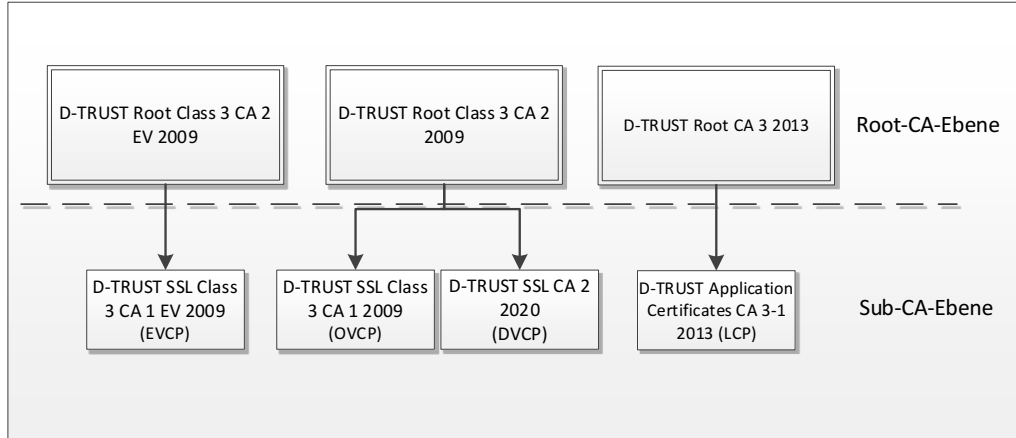 D-TRUST Root Class 3 CA 2
EV 2009
D-TRUST Root Class 3 CA 2
2009
D-TRUST Root CA 3 2013
Root-CA-Ebene
D-TRUST SSL Class
3 CA 1 EV 2009
(EVCP)
D-TRUST SSL Class
3 CA 1 2009
(OVCP)
D-TRUST SSL CA 2
2020
(DVCP)
D-TRUST Application
Certificates CA 3-1
2013 (LCP)
Sub-CA-Ebene